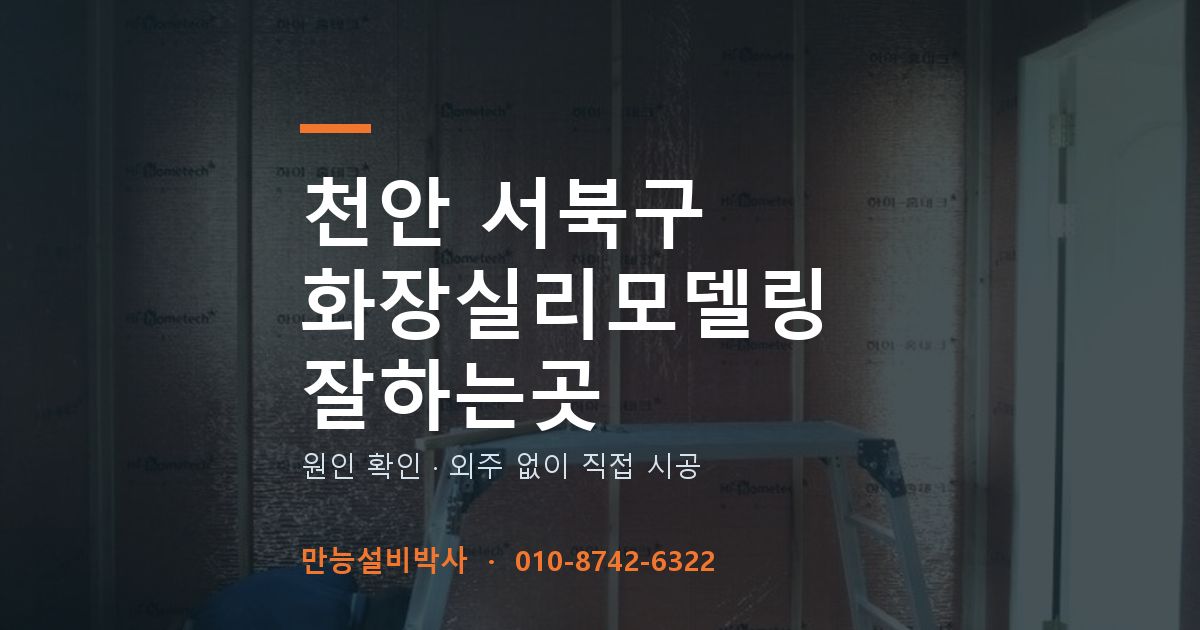 천안 서북구
화장실리모델링
잘하는곳
원인 확인 · 외주 없이 직접 시공
만능설비박사 · 010-8742-6322